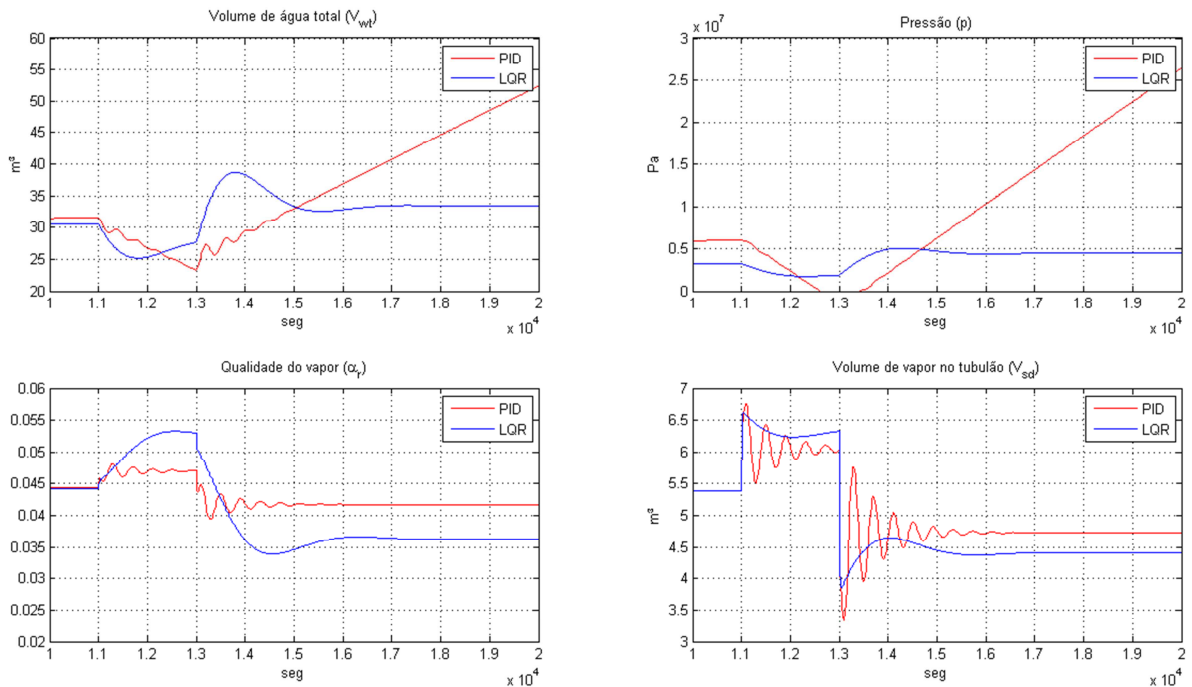 Volume de água total (V_wt)
60
55
50
45
40
35
30
25
20
m³
PID
LQR
1 1.1 1.2 1.3 1.4 1.5 1.6 1.7 1.8 1.9 2
seg
x 10^4
Pressão (p)
x 10^7
3
2.5
2
1.5
1
0.5
0
Pa
PID
LQR
1 1.1 1.2 1.3 1.4 1.5 1.6 1.7 1.8 1.9 2
seg
x 10^4
Qualidade do vapor (α_r)
0.06
0.055
0.05
0.045
0.04
0.035
0.03
0.025
0.02
PID
LQR
1 1.1 1.2 1.3 1.4 1.5 1.6 1.7 1.8 1.9 2
seg
x 10^4
Volume de vapor no tubulão (V_sd)
7
6.5
6
5.5
5
4.5
4
3.5
3
m³
PID
LQR
1 1.1 1.2 1.3 1.4 1.5 1.6 1.7 1.8 1.9 2
seg
x 10^4